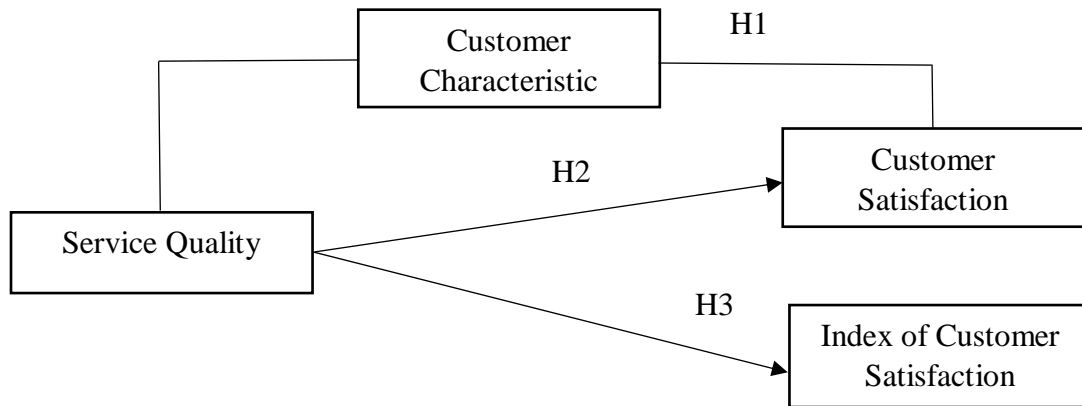 H1
Customer
Characteristic
Customer
Satisfaction
H2
Service Quality
H3
Index of Customer
Satisfaction